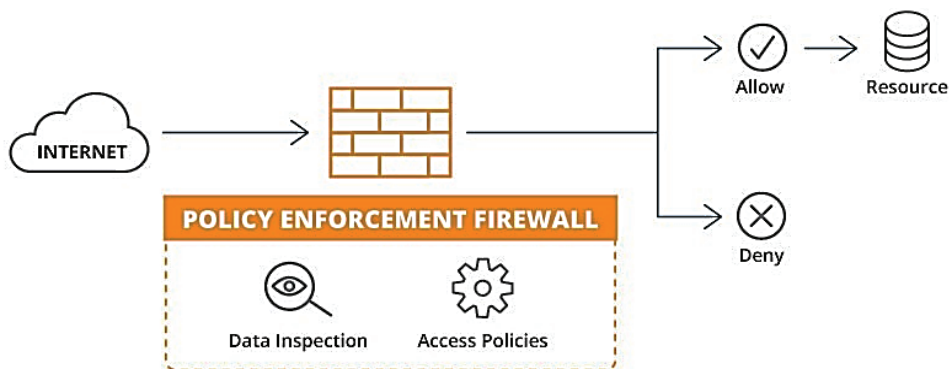 INTERNET
Allow
Resource
POLICY ENFORCEMENT FIREWALL
Deny
Data Inspection
Access Policies